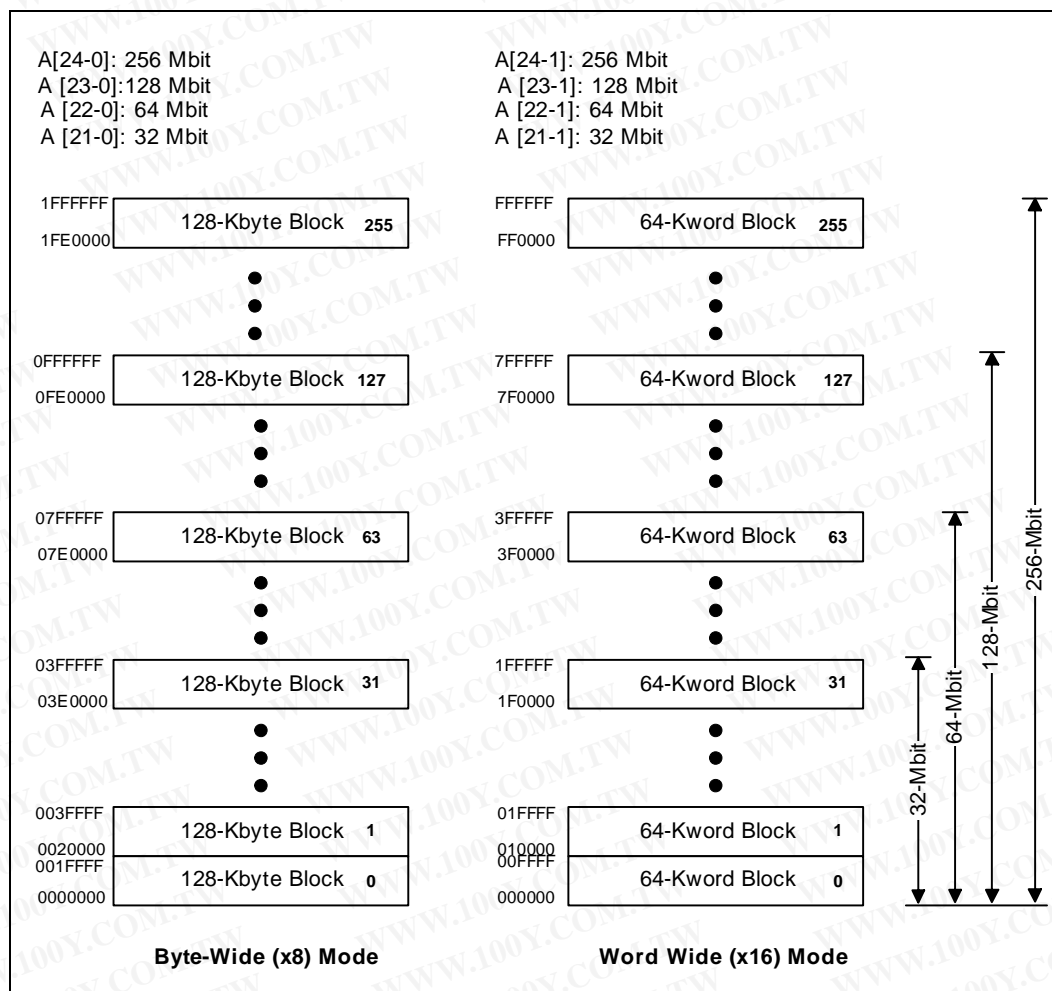 A[24-0]: 256 Mbit
A [23-0]:128 Mbit
A [22-0]: 64 Mbit
A [21-0]: 32 Mbit
A[24-1]: 256 Mbit
A [23-1]: 128 Mbit
A [22-1]: 64 Mbit
A [21-1]: 32 Mbit
1FFFFFF
128-Kbyte Block 255
1FE0000
FFFFFF
64-Kword Block 255
FF0000
0FFFFFF
128-Kbyte Block 127
0FE0000
7FFFFF
64-Kword Block 127
7F0000
07FFFFF
128-Kbyte Block 63
07E0000
3FFFFF
64-Kword Block 63
3F0000
03FFFFF
128-Kbyte Block 31
03E0000
1FFFFF
64-Kword Block 31
1F0000
003FFFF
128-Kbyte Block 1
0020000
001FFFF
128-Kbyte Block 0
0000000
01FFFF
64-Kword Block 1
010000
00FFFF
64-Kword Block 0
000000
32-Mbit
64-Mbit
128-Mbit
256-Mbit
Byte-Wide (x8) Mode
Word Wide (x16) Mode
WWW.100Y.COM.TW